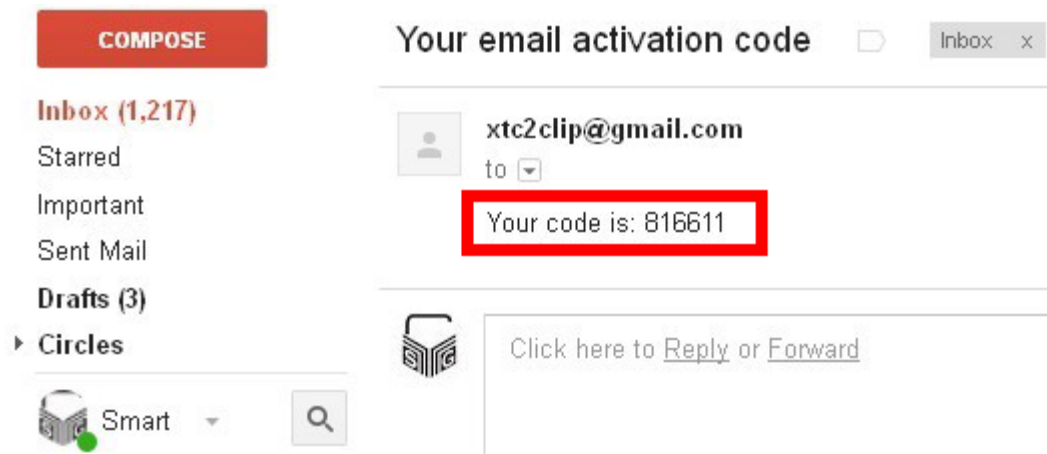 COMPOSE
Inbox (1,217)
Starred
Important
Sent Mail
Drafts (3)
Circles
Smart
Your email activation code
Inbox x
xtc2clip@gmail.com
to
Your code is: 816611
Click here to Reply or Forward